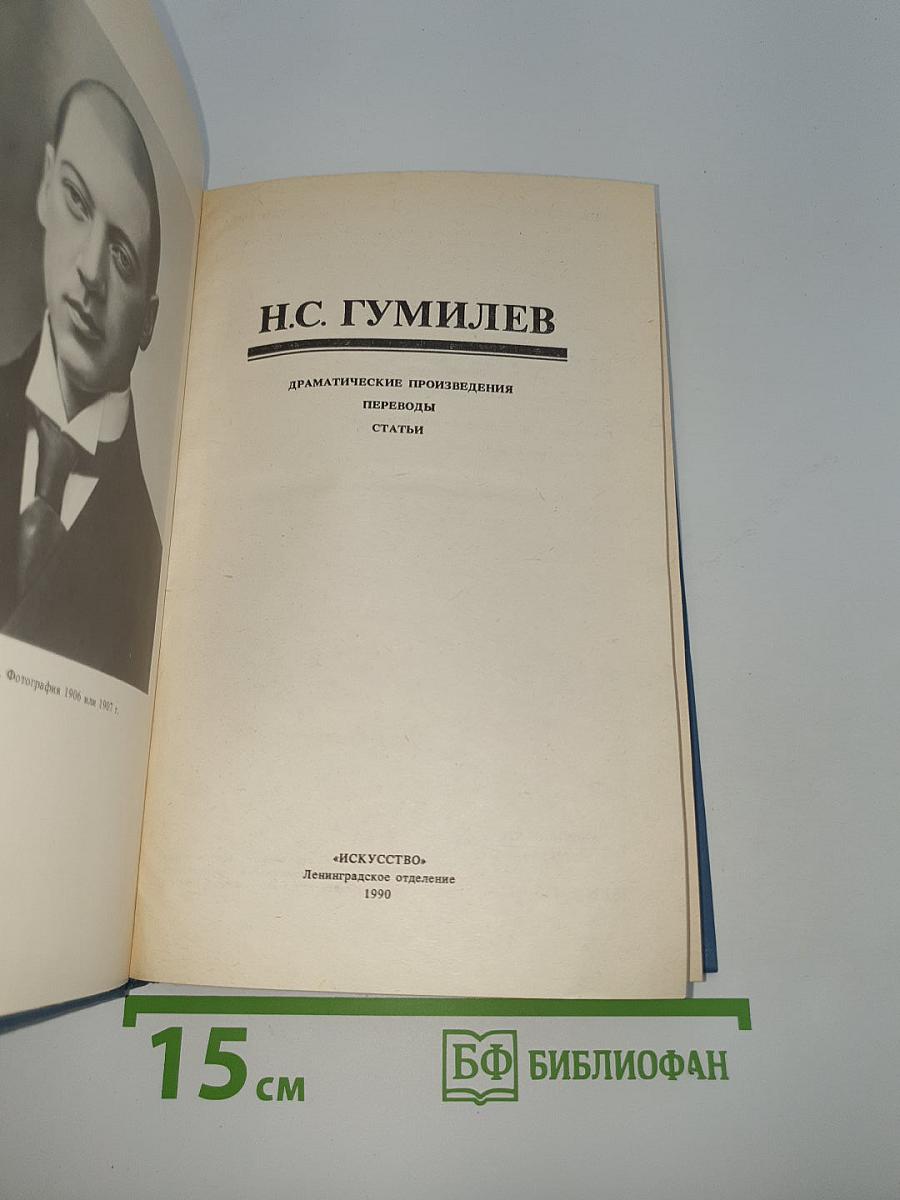 Фотография 1906 или 1907 г.
Н.С. ГУМИЛЕВ
ДРАМАТИЧЕСКИЕ ПРОИЗВЕДЕНИЯ
ПЕРЕВОДЫ
СТАТЬИ
«ИСКУССТВО»
Ленинградское отделение
1990
15 см
БФ БИБЛИОФАН